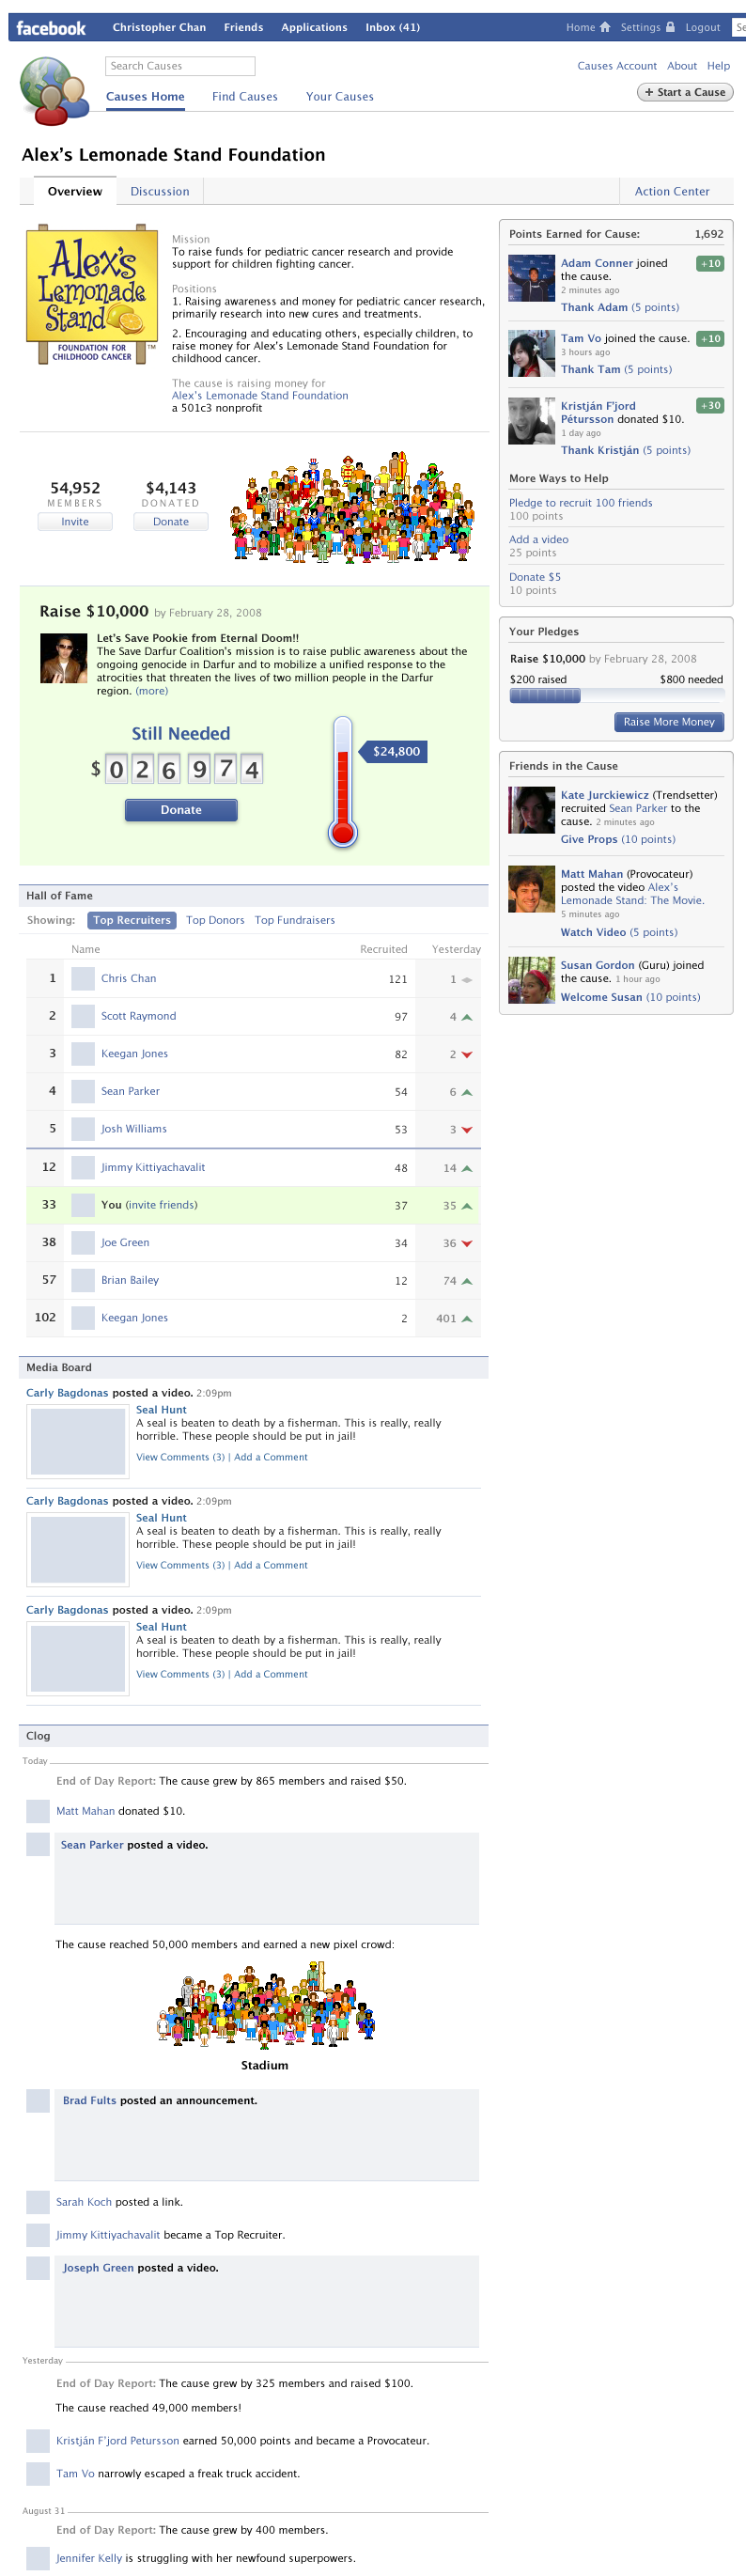 facebook Christopher Chan Friends Applications Inbox (41) Home Settings Logout Se
Search Causes
Causes Account About Help
Causes Home Find Causes Your Causes
+ Start a Cause
Alex's Lemonade Stand Foundation
Overview Discussion Action Center
Alex's
Lemonade
Stand
FOUNDATION FOR
CHILDHOOD CANCER
™
Mission
To raise funds for pediatric cancer research and provide
support for children fighting cancer.
Positions
1. Raising awareness and money for pediatric cancer research,
primarily research into new cures and treatments.
2. Encouraging and educating others, especially children, to
raise money for Alex's Lemonade Stand Foundation for
childhood cancer.
The cause is raising money for
Alex's Lemonade Stand Foundation
a 501c3 nonprofit
54,952
MEMBERS
Invite
$4,143
DONATED
Donate
Raise $10,000 by February 28, 2008
Let's Save Pookie from Eternal Doom!!
The Save Darfur Coalition's mission is to raise public awareness about the
ongoing genocide in Darfur and to mobilize a unified response to the
atrocities that threaten the lives of two million people in the Darfur
region. (more)
Still Needed
$ 026 974
Donate
$24,800
Hall of Fame
Showing: Top Recruiters Top Donors Top Fundraisers
Name Recruited Yesterday
1 Chris Chan 121 1
2 Scott Raymond 97 4
3 Keegan Jones 82 2
4 Sean Parker 54 6
5 Josh Williams 53 3
12 Jimmy Kittiyachavalit 48 14
33 You (invite friends) 37 35
38 Joe Green 34 36
57 Brian Bailey 12 74
102 Keegan Jones 2 401
Media Board
Carly Bagdonas posted a video. 2:09pm
Seal Hunt
A seal is beaten to death by a fisherman. This is really, really
horrible. These people should be put in jail!
View Comments (3) | Add a Comment
Carly Bagdonas posted a video. 2:09pm
Seal Hunt
A seal is beaten to death by a fisherman. This is really, really
horrible. These people should be put in jail!
View Comments (3) | Add a Comment
Carly Bagdonas posted a video. 2:09pm
Seal Hunt
A seal is beaten to death by a fisherman. This is really, really
horrible. These people should be put in jail!
View Comments (3) | Add a Comment
Clog
Today
End of Day Report: The cause grew by 865 members and raised $50.
Matt Mahan donated $10.
Sean Parker posted a video.
The cause reached 50,000 members and earned a new pixel crowd:
Stadium
Brad Fults posted an announcement.
Sarah Koch posted a link.
Jimmy Kittiyachavalit became a Top Recruiter.
Joseph Green posted a video.
Yesterday
End of Day Report: The cause grew by 325 members and raised $100.
The cause reached 49,000 members!
Kristján F'jord Petursson earned 50,000 points and became a Provocateur.
Tam Vo narrowly escaped a freak truck accident.
August 31
End of Day Report: The cause grew by 400 members.
Jennifer Kelly is struggling with her newfound superpowers.
Points Earned for Cause: 1,692
Adam Conner joined
the cause.
+10
2 minutes ago
Thank Adam (5 points)
Tam Vo joined the cause.
+10
3 hours ago
Thank Tam (5 points)
Kristján F'jord
Pétursson donated $10.
+30
1 day ago
Thank Kristján (5 points)
More Ways to Help
Pledge to recruit 100 friends
100 points
Add a video
25 points
Donate $5
10 points
Your Pledges
Raise $10,000 by February 28, 2008
$200 raised $800 needed
Raise More Money
Friends in the Cause
Kate Jurckiewicz (Trendsetter)
recruited Sean Parker to the
cause. 2 minutes ago
Give Props (10 points)
Matt Mahan (Provocateur)
posted the video Alex's
Lemonade Stand: The Movie.
5 minutes ago
Watch Video (5 points)
Susan Gordon (Guru) joined
the cause. 1 hour ago
Welcome Susan (10 points)